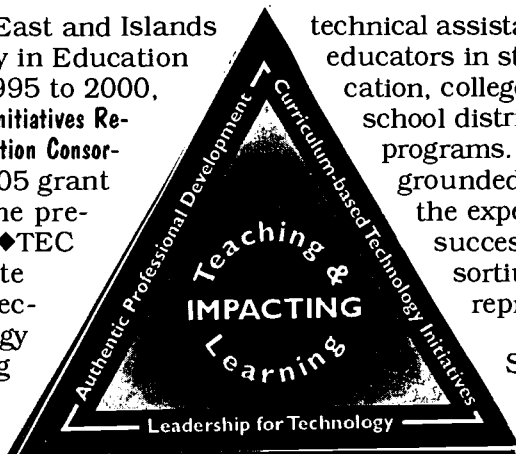 East and Islands
y in Education
995 to 2000,
nitiatives Re-
tion Consor-
05 grant
he pre-
◆TEC
te
ec-
gy
g
technical assista
educators in st
cation, college
school distri
programs.
grounded
the expe
succes
sortiu
repr
S
Authentic Professional Development
Curriculum-based Technology Initiatives
Teaching &
IMPACTING
Learning
Leadership for Technology